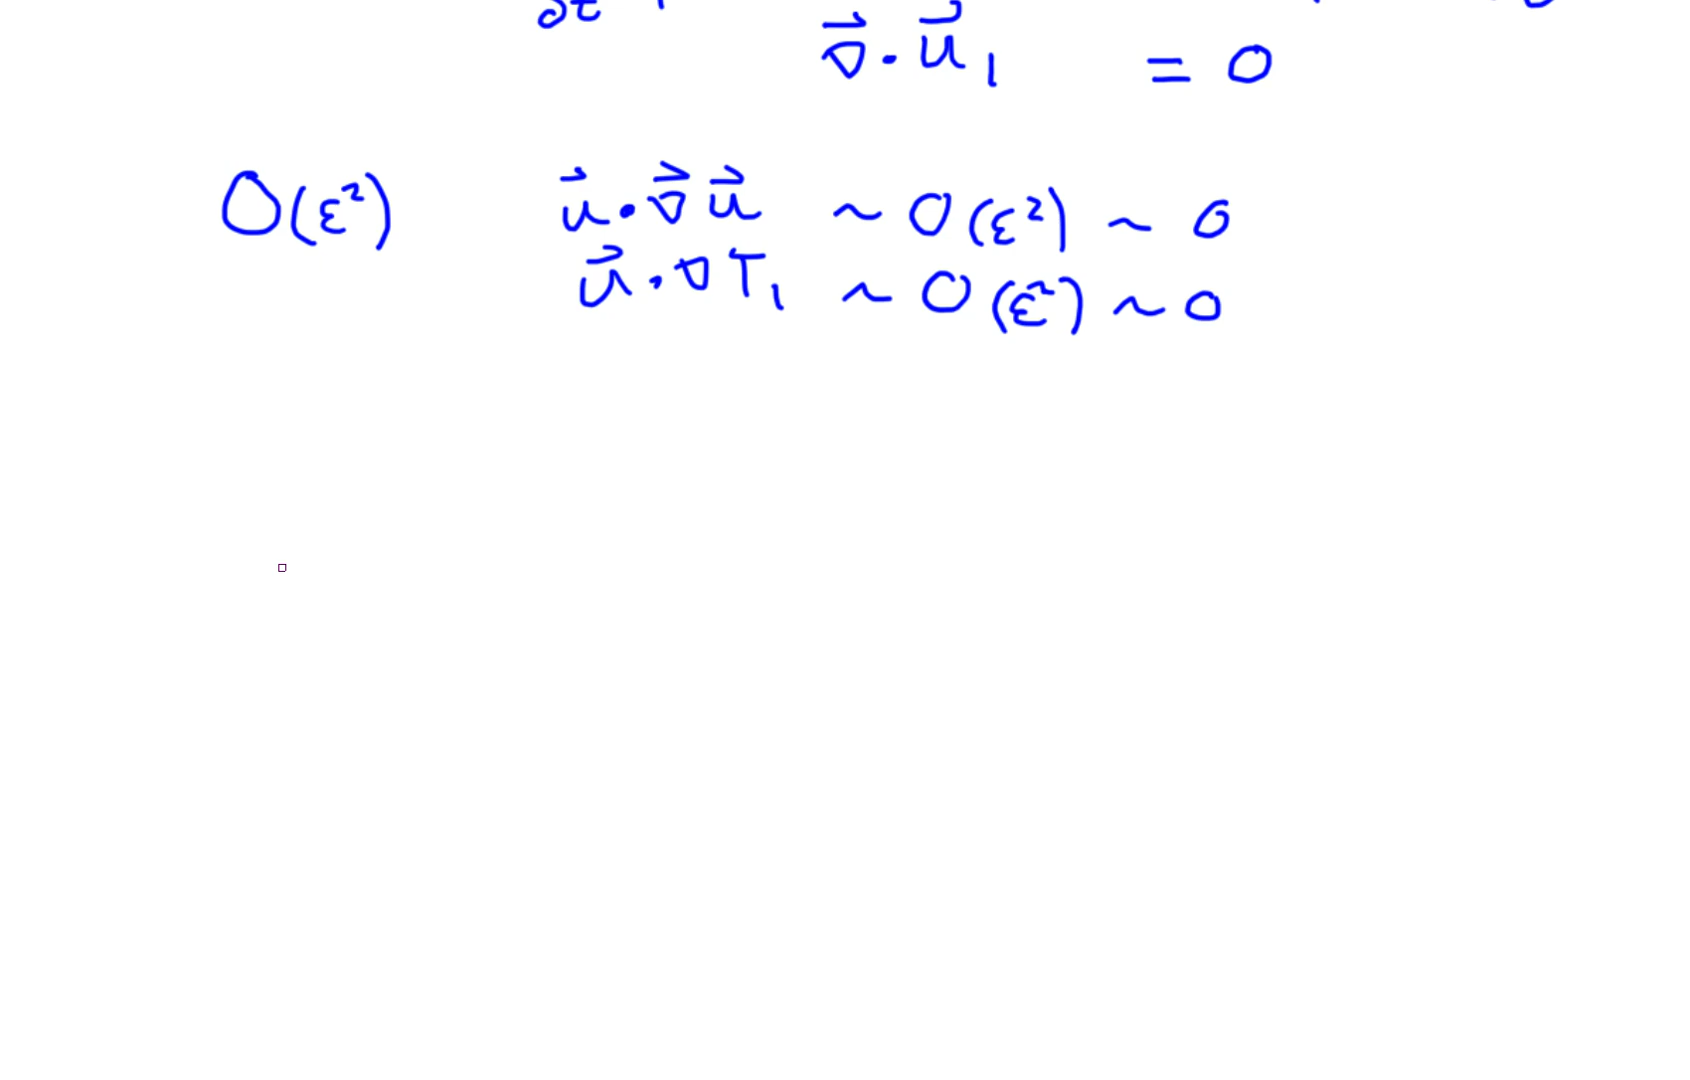 ∂t
∇⃗ · u⃗₁ = 0
O(ε²) u⃗ · ∇⃗ u⃗ ~ O(ε²) ~ 0
u⃗ · ∇T₁ ~ O(ε²) ~ 0